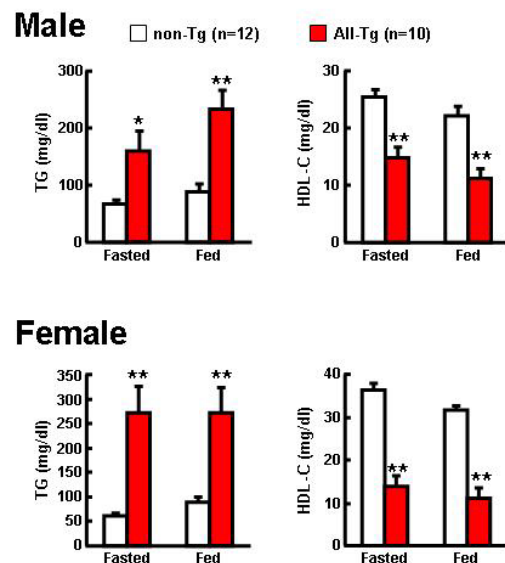 Male
non-Tg (n=12)
AII-Tg (n=10)
300
200
100
0
TG (mg/dl)
*
**
Fasted
Fed
30
20
10
0
HDL-C (mg/dl)
**
**
Fasted
Fed
Female
350
300
250
200
150
100
50
0
TG (mg/dl)
**
**
Fasted
Fed
40
30
20
10
0
HDL-C (mg/dl)
**
**
Fasted
Fed